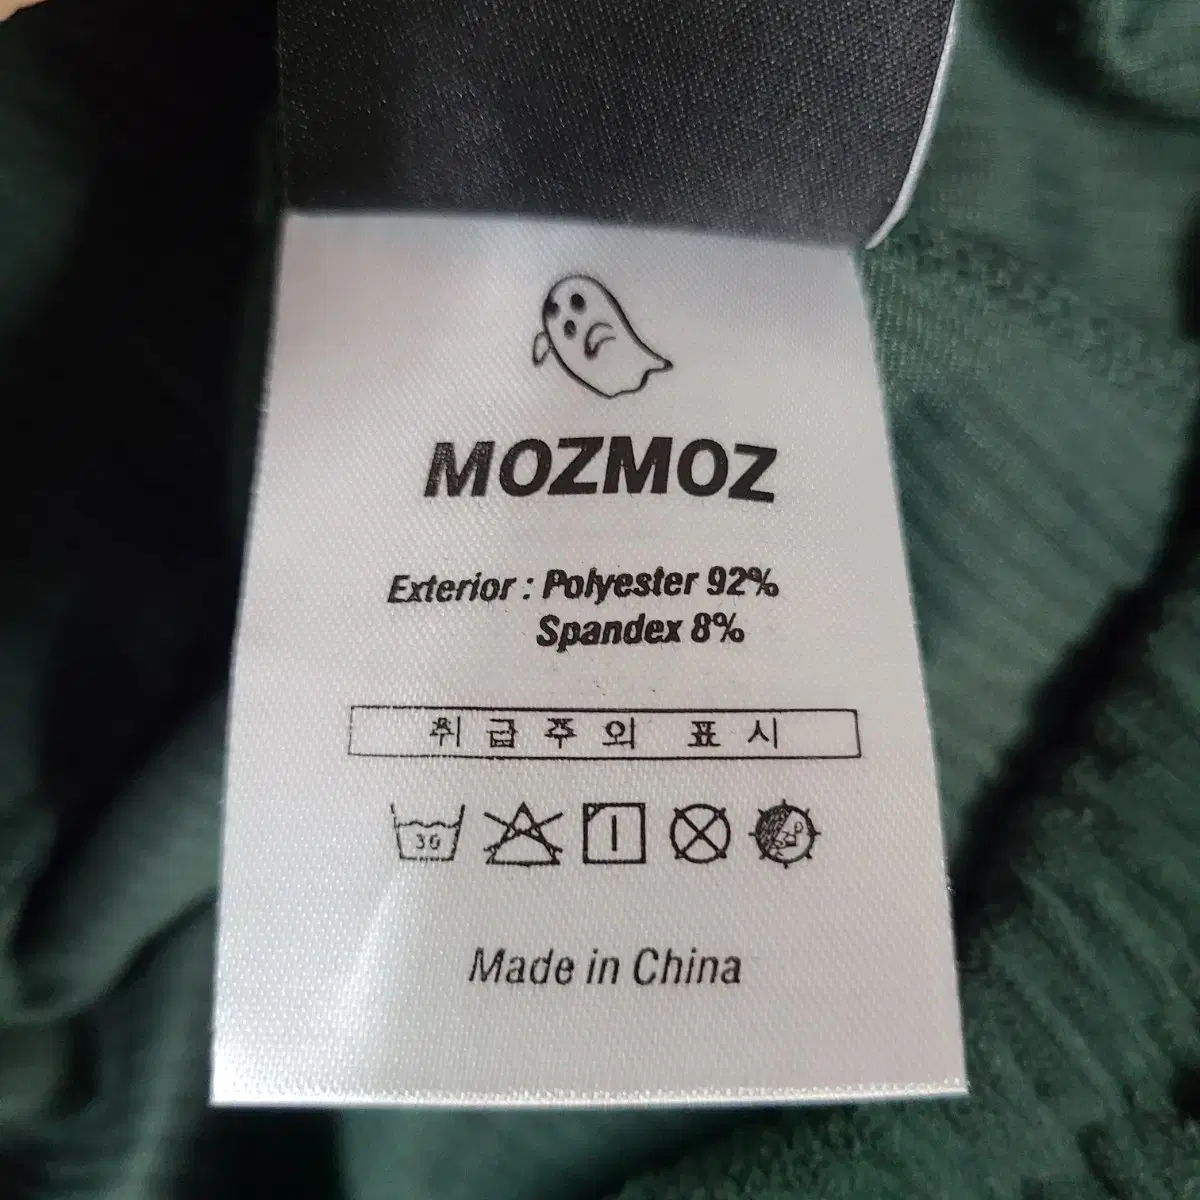 MOZMOZ
Exterior : Polyester 92%
Spandex 8%
취급주의 표시
30
Made in China